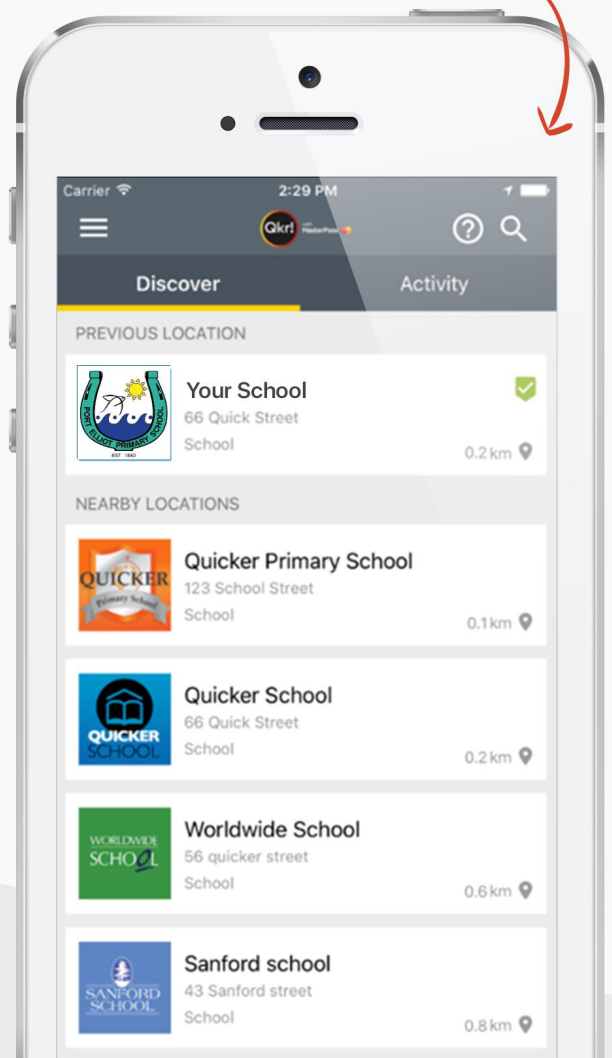 Carrier 2:29 PM
Qkr! with MasterPass
Discover Activity
PREVIOUS LOCATION
PORT ELLIOT PRIMARY SCHOOL
EST. 1880
Your School
66 Quick Street
School
0.2 km
NEARBY LOCATIONS
QUICKER
Primary School
Quicker Primary School
123 School Street
School
0.1 km
QUICKER
SCHOOL
Quicker School
66 Quick Street
School
0.2 km
WORLDWIDE
SCHOOL
Worldwide School
56 quicker street
School
0.6 km
SANFORD
SCHOOL
Sanford school
43 Sanford street
School
0.8 km